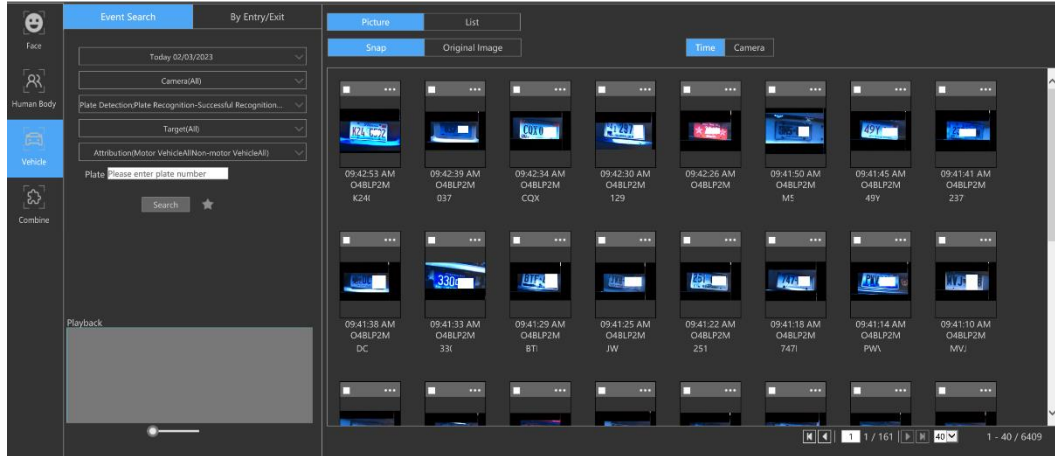 Face
Human Body
Vehicle
Combine
Event Search
By Entry/Exit
Today 02/03/2023
Camera(All)
Plate Detection;Plate Recognition-Successful Recognition...
Target(All)
Attribution(Motor VehicleAllNon-motor VehicleAll)
Plate Please enter plate number
Search
Playback
Picture List
Snap Original Image
Time Camera
09:42:53 AM 09:42:39 AM 09:42:34 AM 09:42:30 AM 09:42:26 AM 09:41:50 AM 09:41:45 AM 09:41:41 AM
O4BLP2M O4BLP2M O4BLP2M O4BLP2M O4BLP2M O4BLP2M O4BLP2M O4BLP2M
K24 037 CQX 129 M5 49Y 237
09:41:38 AM 09:41:33 AM 09:41:29 AM 09:41:25 AM 09:41:22 AM 09:41:18 AM 09:41:14 AM 09:41:10 AM
O4BLP2M O4BLP2M O4BLP2M O4BLP2M O4BLP2M O4BLP2M O4BLP2M O4BLP2M
DC 33 BT JW 251 747 PW MV
1 1 / 161 40 1 - 40 / 6409